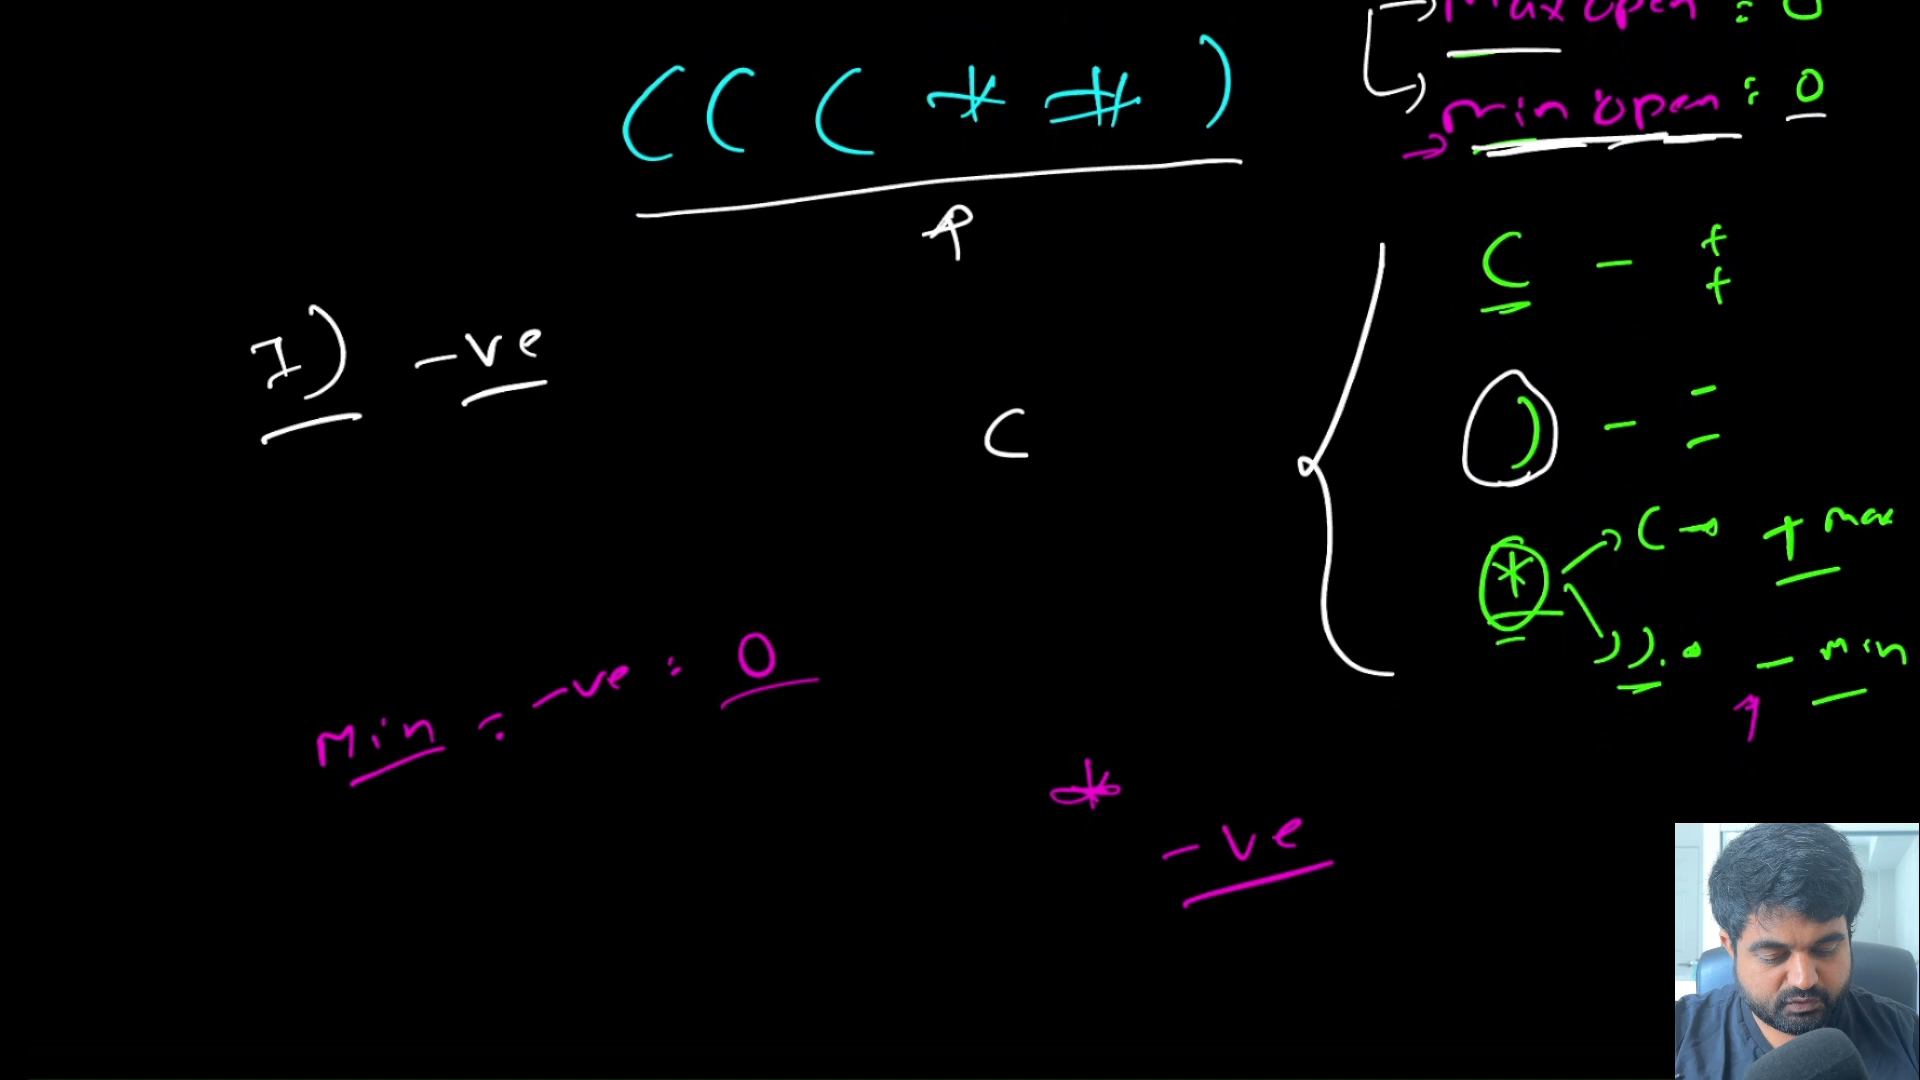 max open : 0
( ( ( * * )
min open : 0
( - + +
1) -ve
(
) - - -
* ( → + max
) ) . - min
min : -ve : 0
*
-ve